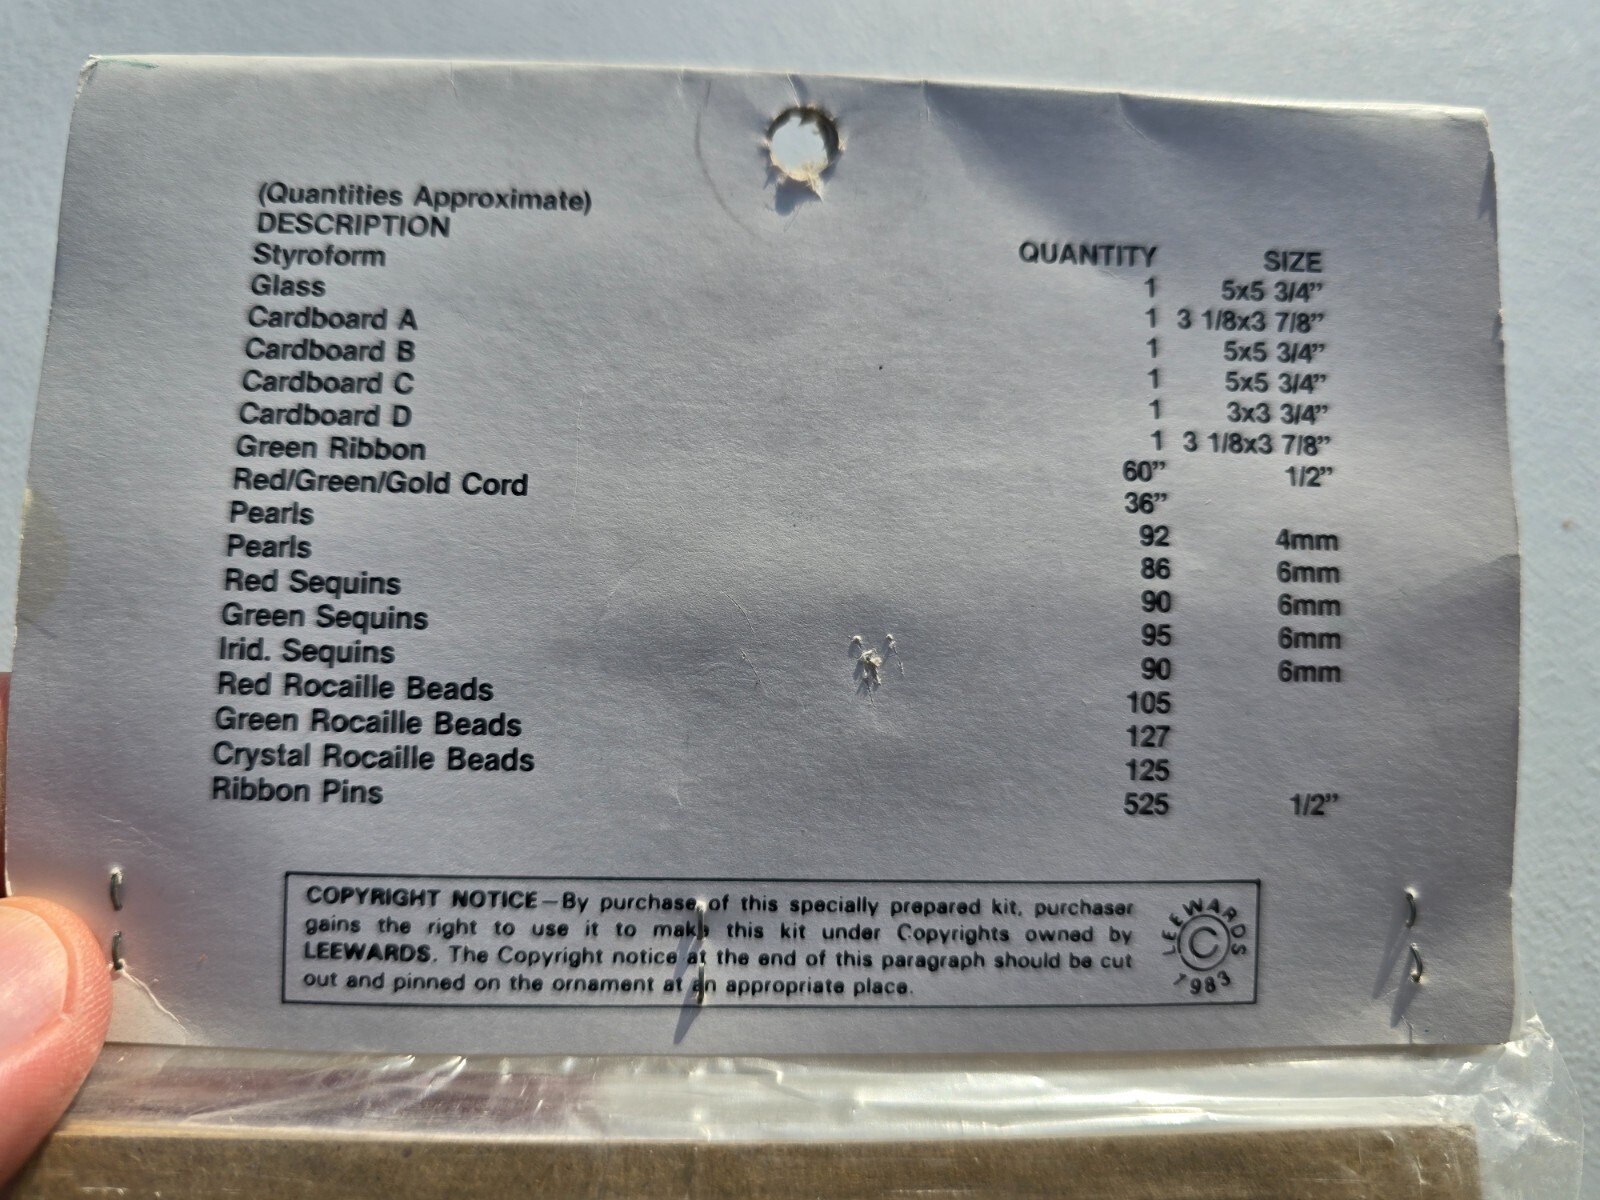 (Quantities Approximate)
DESCRIPTION QUANTITY SIZE
Styroform 1 5x5 3/4”
Glass 1 3 1/8x3 7/8”
Cardboard A 1 5x5 3/4”
Cardboard B 1 5x5 3/4”
Cardboard C 1 3x3 3/4”
Cardboard D 1 3 1/8x3 7/8”
Green Ribbon 60” 1/2”
Red/Green/Gold Cord 36”
Pearls 92 4mm
Pearls 86 6mm
Red Sequins 90 6mm
Green Sequins 95 6mm
Irid. Sequins 90 6mm
Red Rocaille Beads 105
Green Rocaille Beads 127
Crystal Rocaille Beads 125
Ribbon Pins 525 1/2”
COPYRIGHT NOTICE—By purchase of this specially prepared kit, purchaser
gains the right to use it to make this kit under Copyrights owned by
LEEWARDS. The Copyright notice at the end of this paragraph should be cut
out and pinned on the ornament at an appropriate place.
LEEWARDS
©
1983